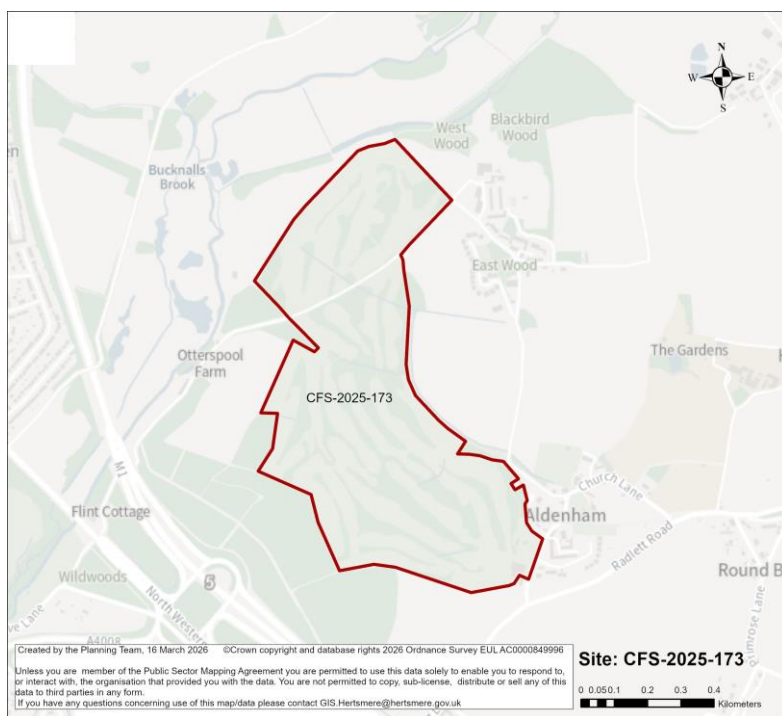 N
W E
S
West
Wood
Blackbird
Wood
Bucknalls
Brook
East Wood
Otterspool
Farm
The Gardens
CFS-2025-173
M1
Church Lane
Flint Cottage
Aldenham
Radlett Road
5
Wildwoods
North Western
Round B
Primrose Lane
A4008
Created by the Planning Team, 16 March 2026 ©Crown copyright and database rights 2026 Ordnance Survey EUL AC0000849996
Unless you are member of the Public Sector Mapping Agreement you are permitted to use this data solely to enable you to respond to,
or interact with, the organisation that provided you with the data. You are not permitted to copy, sub-license, distribute or sell any of this
data to third parties in any form.
If you have any questions concerning use of this map/data please contact GIS.Hertsmere@hertsmere.gov.uk
Site: CFS-2025-173
0 0.05 0.1 0.2 0.3 0.4
Kilometers